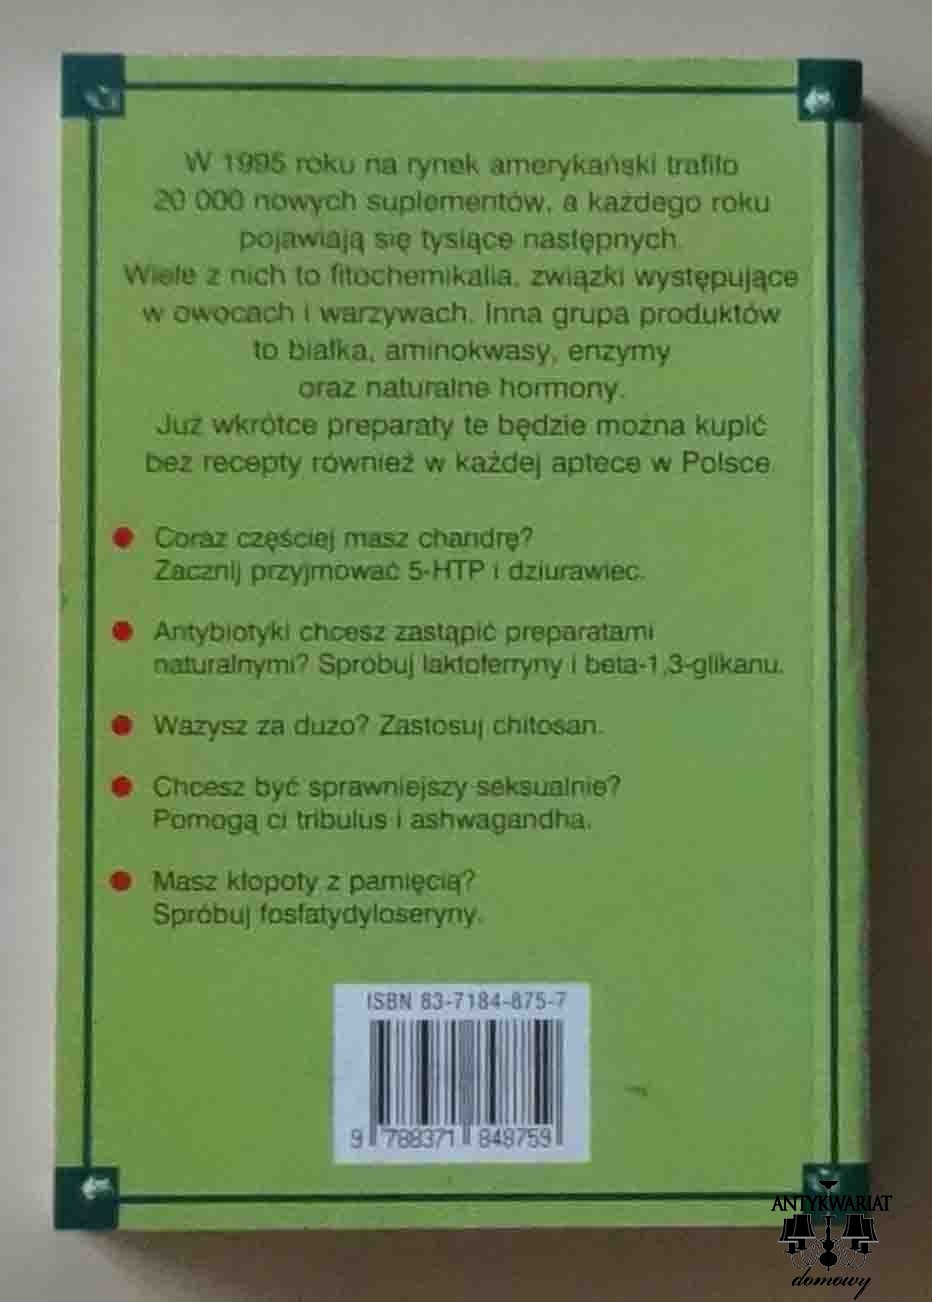 W 1995 roku na rynek amerykański trafiło
20 000 nowych suplementów, a każdego roku
pojawiają się tysiące następnych.
Wiele z nich to fitochemikalia, związki występujące
w owocach i warzywach. Inna grupa produktów
to białka, aminokwasy, enzymy
oraz naturalne hormony.
Już wkrótce preparaty te będzie można kupić
bez recepty również w każdej aptece w Polsce.
Coraz częściej masz chandrę?
Zacznij przyjmować 5-HTP i dziurawiec.
Antybiotyki chcesz zastąpić preparatami
naturalnymi? Spróbuj laktoferryny i beta-1,3-glikanu.
Ważysz za dużo? Zastosuj chitosan.
Chcesz być sprawniejszy seksualnie?
Pomogą ci tribulus i ashwagandha.
Masz kłopoty z pamięcią?
Spróbuj fosfatydyloseryny.
ISBN 83-7184-875-7
9 788371 848759
ANTYKWARIAT
domowy